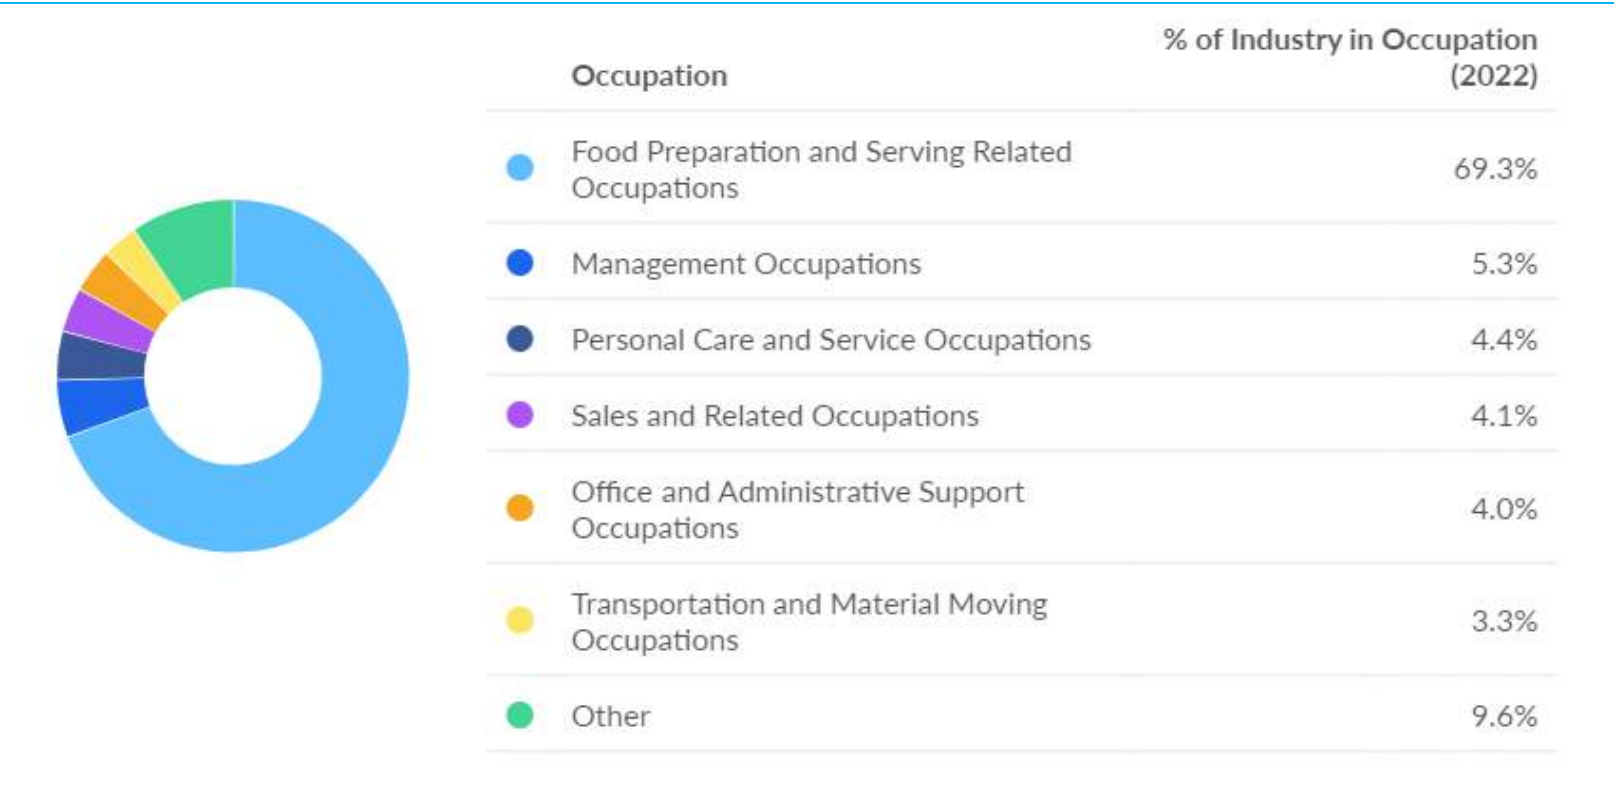 Occupation
% of Industry in Occupation
(2022)
Food Preparation and Serving Related
Occupations
69.3%
Management Occupations
5.3%
Personal Care and Service Occupations
4.4%
Sales and Related Occupations
4.1%
Office and Administrative Support
Occupations
4.0%
Transportation and Material Moving
Occupations
3.3%
Other
9.6%